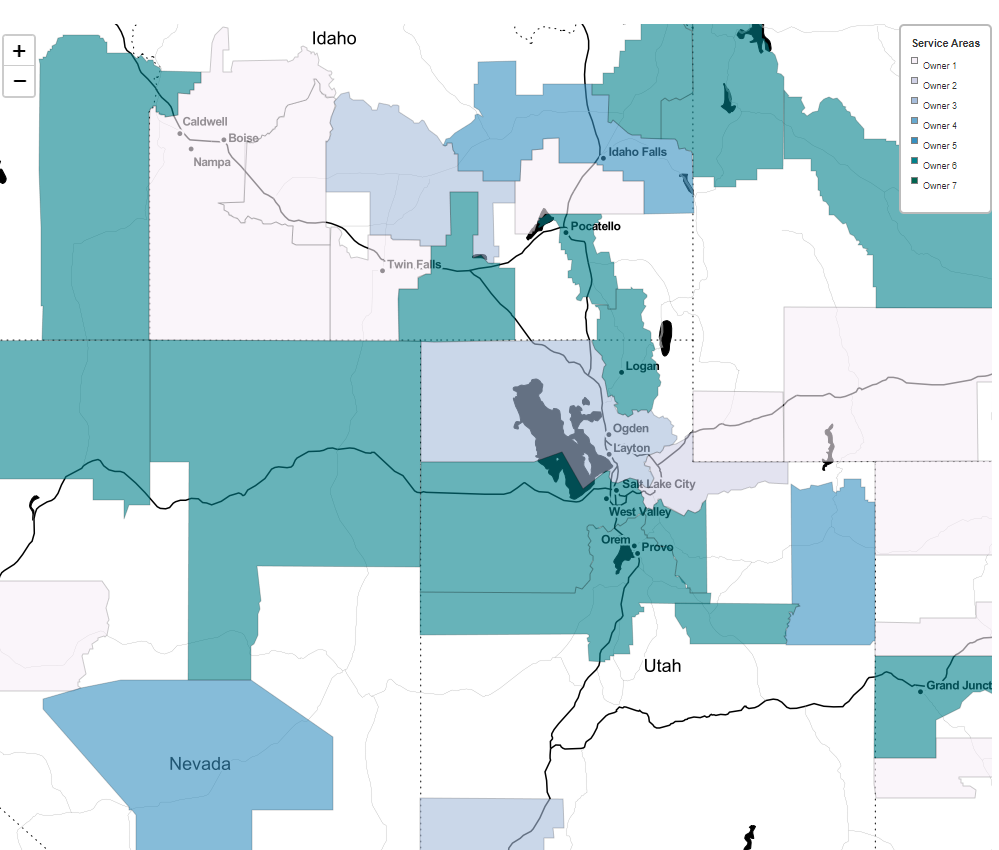 +
−
Idaho
Service Areas
Owner 1
Owner 2
Owner 3
Owner 4
Owner 5
Owner 6
Owner 7
Caldwell
Boise
Nampa
Idaho Falls
Pocatello
Twin Falls
Logan
Ogden
Layton
Salt Lake City
West Valley
Orem
Provo
Utah
Grand Junct
Nevada